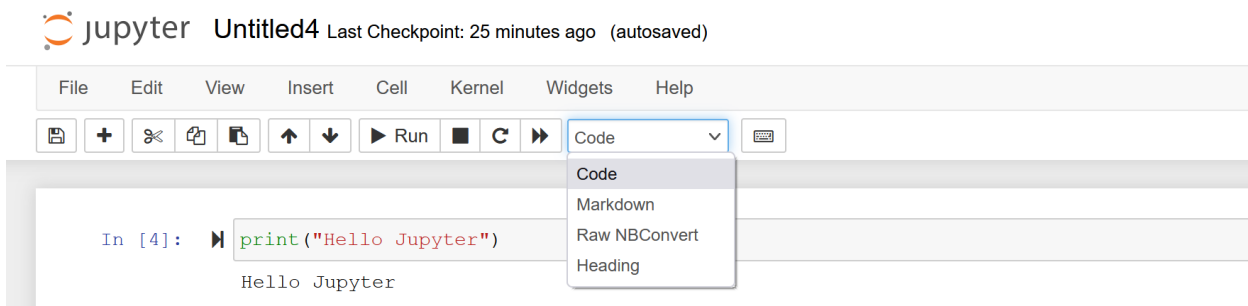 jupyter Untitled4 Last Checkpoint: 25 minutes ago (autosaved)
File Edit View Insert Cell Kernel Widgets Help
Run Code
Code
Markdown
Raw NBConvert
Heading
In [4]: print("Hello Jupyter")
Hello Jupyter